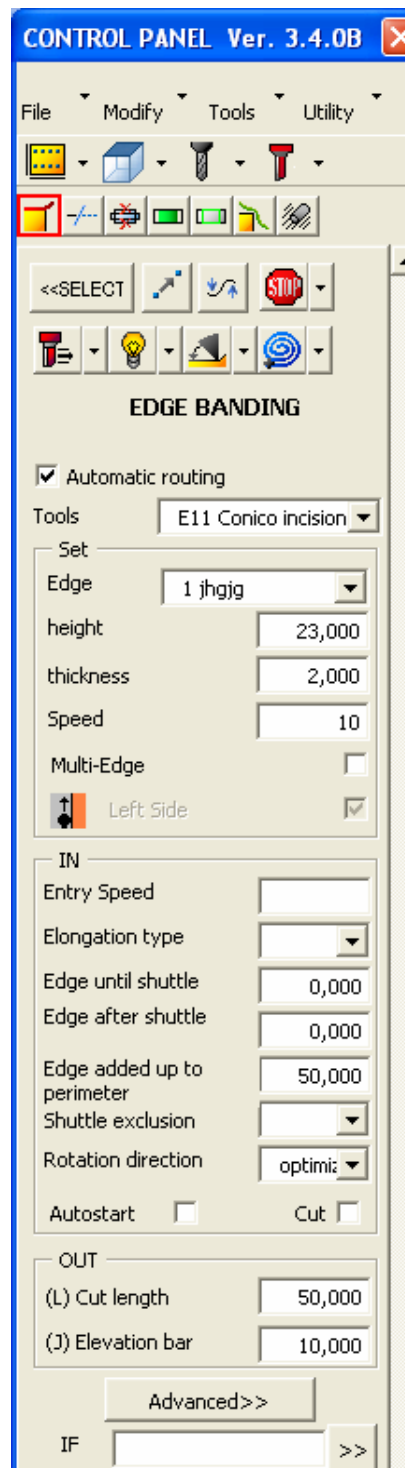 CONTROL PANEL Ver. 3.4.0B
File Modify Tools Utility
<<SELECT STOP
EDGE BANDING
Automatic routing
Tools E11 Conico incision
Set
Edge 1 jhgjg
height 23,000
thickness 2,000
Speed 10
Multi-Edge
Left Side
IN
Entry Speed
Elongation type
Edge until shuttle 0,000
Edge after shuttle 0,000
Edge added up to 50,000
perimeter
Shuttle exclusion
Rotation direction optimiz
Autostart Cut
OUT
(L) Cut length 50,000
(J) Elevation bar 10,000
Advanced>>
IF >>